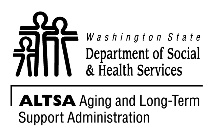 Washington State
Department of Social
& Health Services
ALTSA Aging and Long-Term
Support Administration